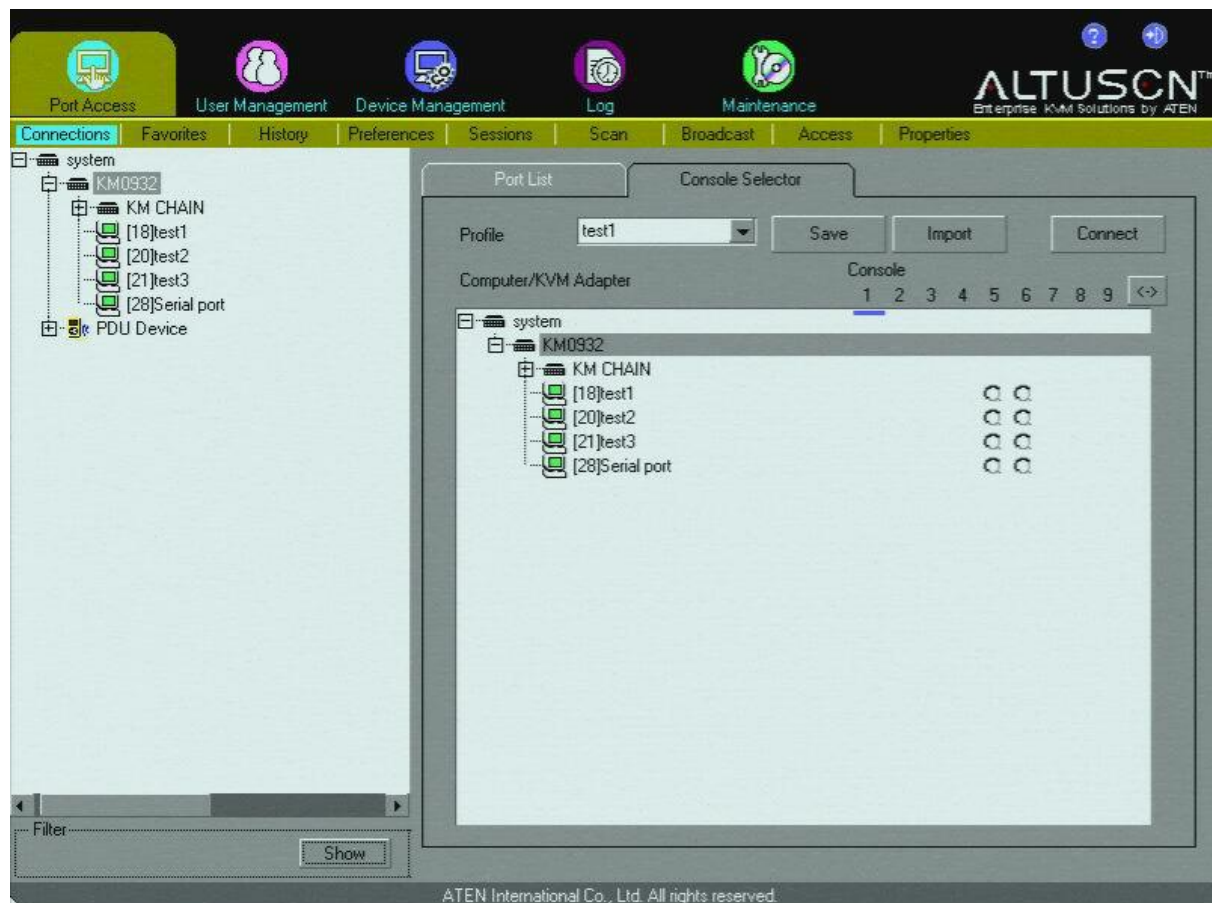 ?
Port Access User Management Device Management Log Maintenance
ALTUSCN™
Enterprise KVM Solutions by ATEN
Connections Favorites History Preferences Sessions Scan Broadcast Access Properties
system
KM0932
KM CHAIN
[18]test1
[20]test2
[21]test3
[28]Serial port
PDU Device
Filter
Show
Port List Console Selector
Profile test1 Save Import Connect
Computer/KVM Adapter Console
1 2 3 4 5 6 7 8 9 <->
system
KM0932
KM CHAIN
[18]test1
[20]test2
[21]test3
[28]Serial port
ATEN International Co., Ltd. All rights reserved.